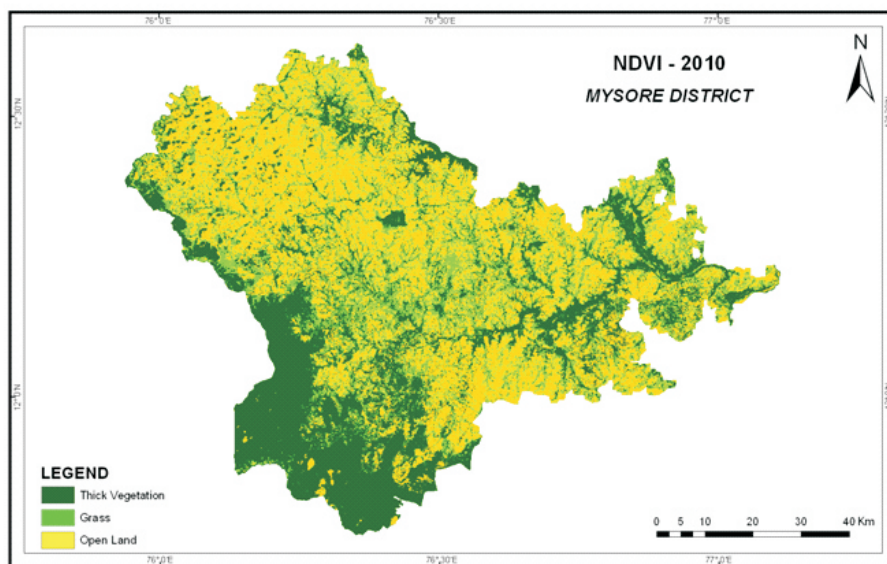 76°0'E 76°30'E 77°0'E
NDVI - 2010
MYSORE DISTRICT
N
12°30'N
12°0'N
LEGEND
Thick Vegetation
Grass
Open Land
0 5 10 20 30 40 Km
76°0'E 76°30'E 77°0'E